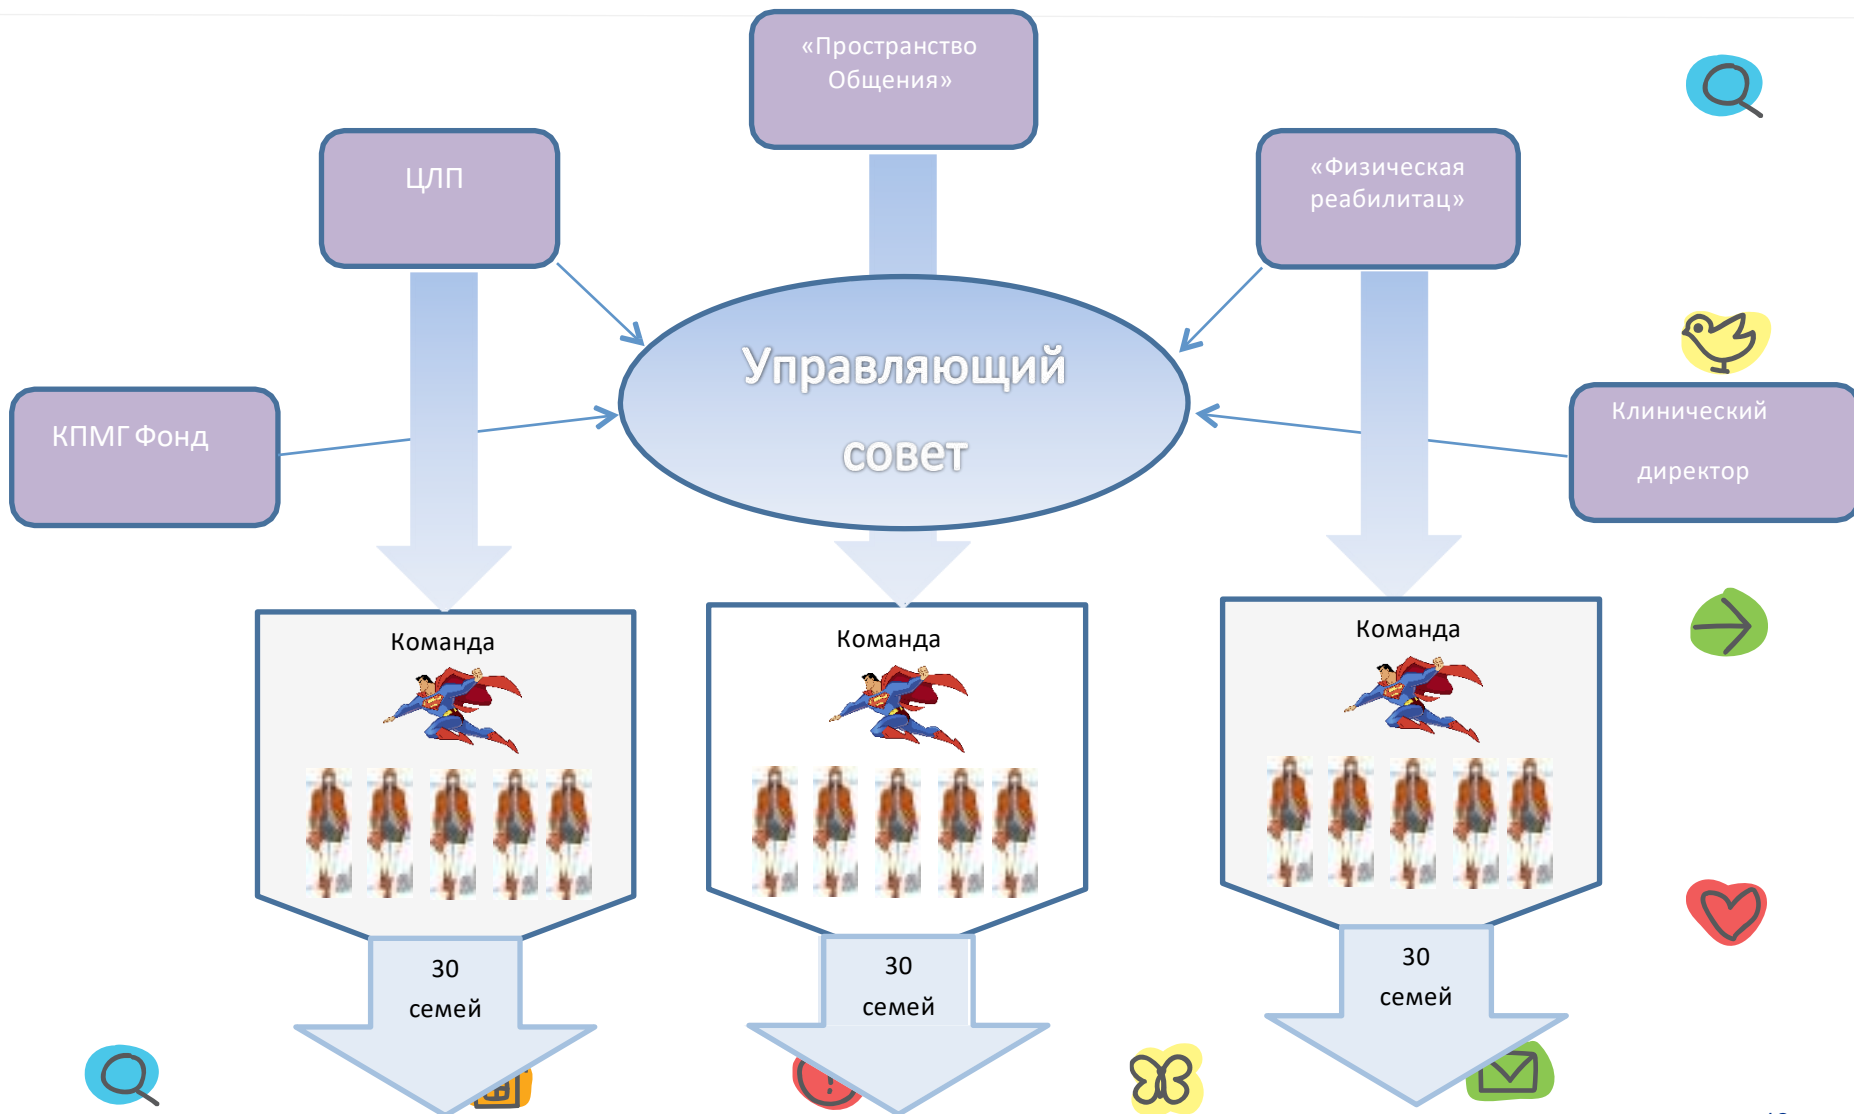 «Пространство
Общения»
ЦЛП
«Физическая
реабилитац»
Управляющий
совет
КПМГ Фонд
Клинический
директор
Команда
Команда
Команда
30
семей
30
семей
30
семей